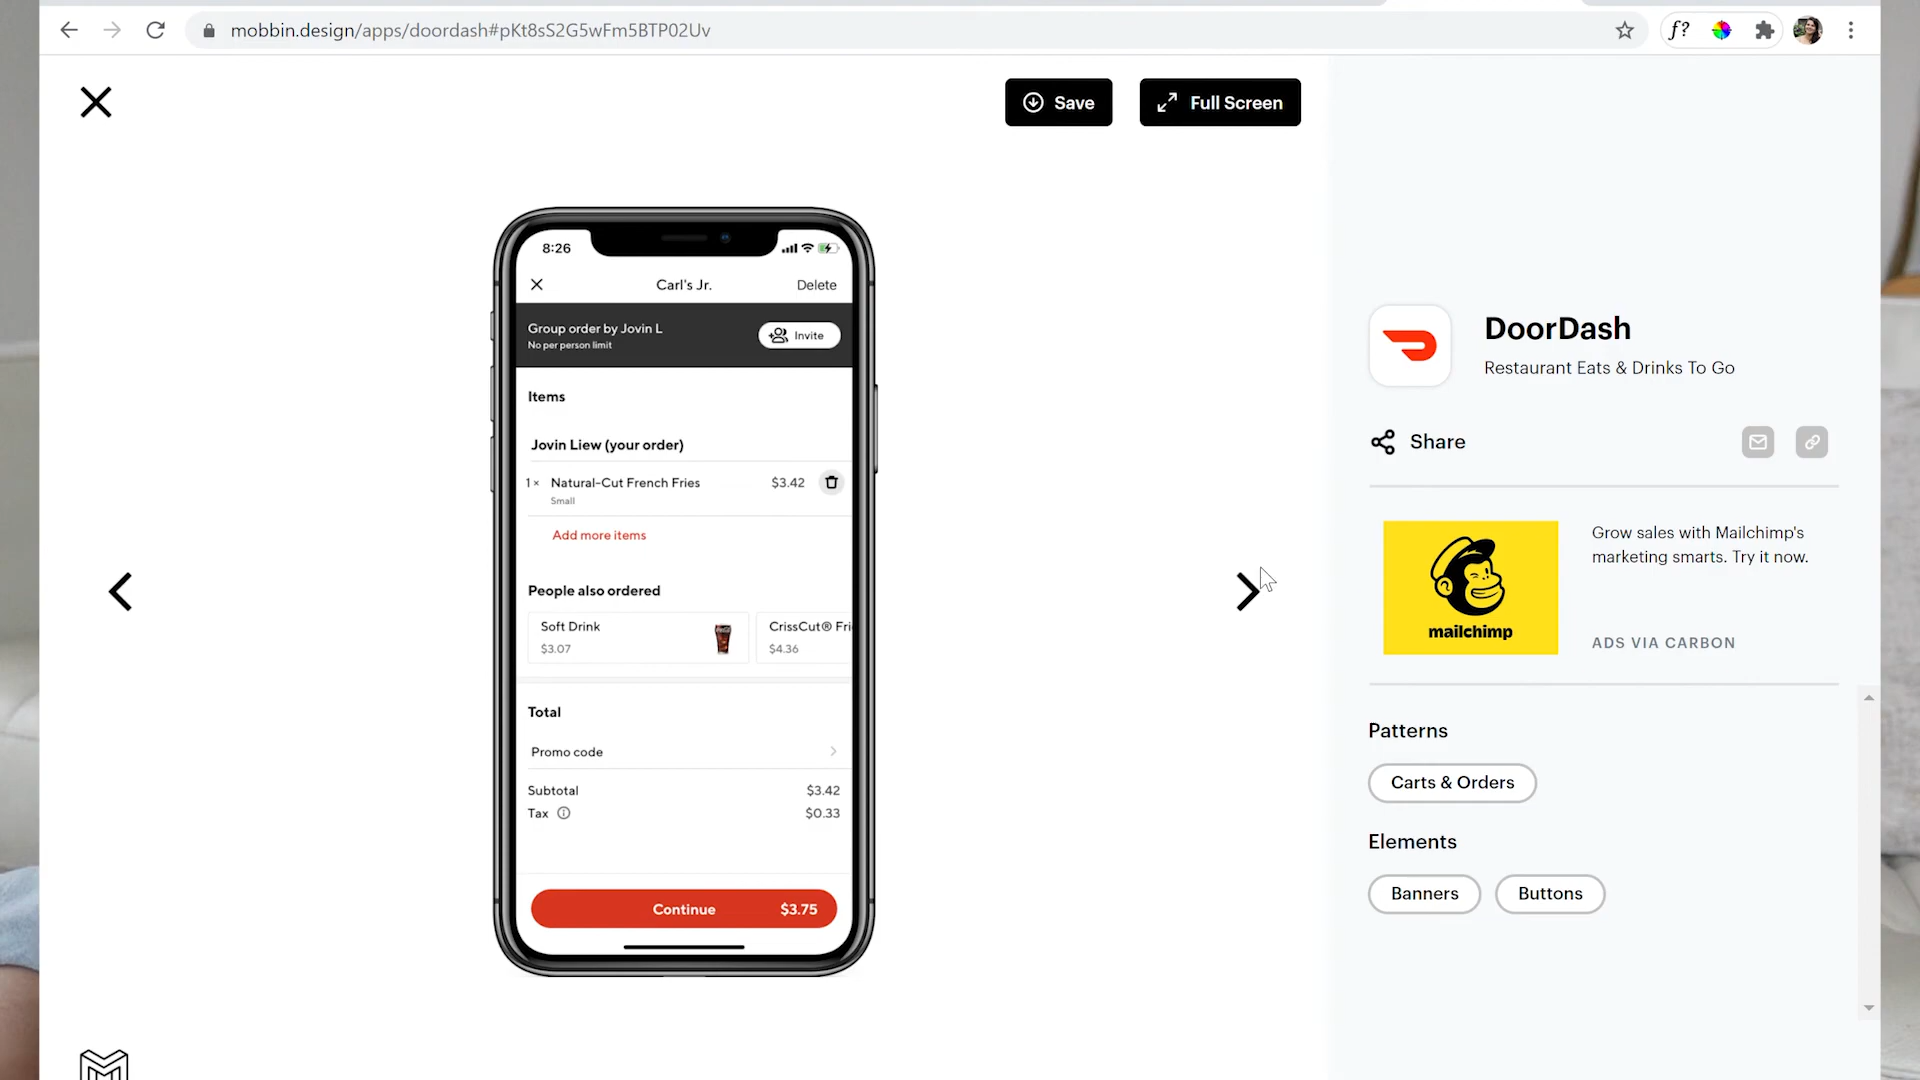 mobbin.design/apps/doordash#pKt8sS2G5wFm5BTP02Uv
f?
Save
Full Screen
8:26
Carl's Jr.
Delete
Group order by Jovin L
No per person limit
Invite
Items
Jovin Liew (your order)
1 × Natural-Cut French Fries $3.42
Small
Add more items
People also ordered
Soft Drink
$3.07
CrissCut® Fri
$4.36
Total
Promo code
Subtotal $3.42
Tax $0.33
Continue $3.75
DoorDash
Restaurant Eats & Drinks To Go
Share
mailchimp
Grow sales with Mailchimp's
marketing smarts. Try it now.
ADS VIA CARBON
Patterns
Carts & Orders
Elements
Banners
Buttons